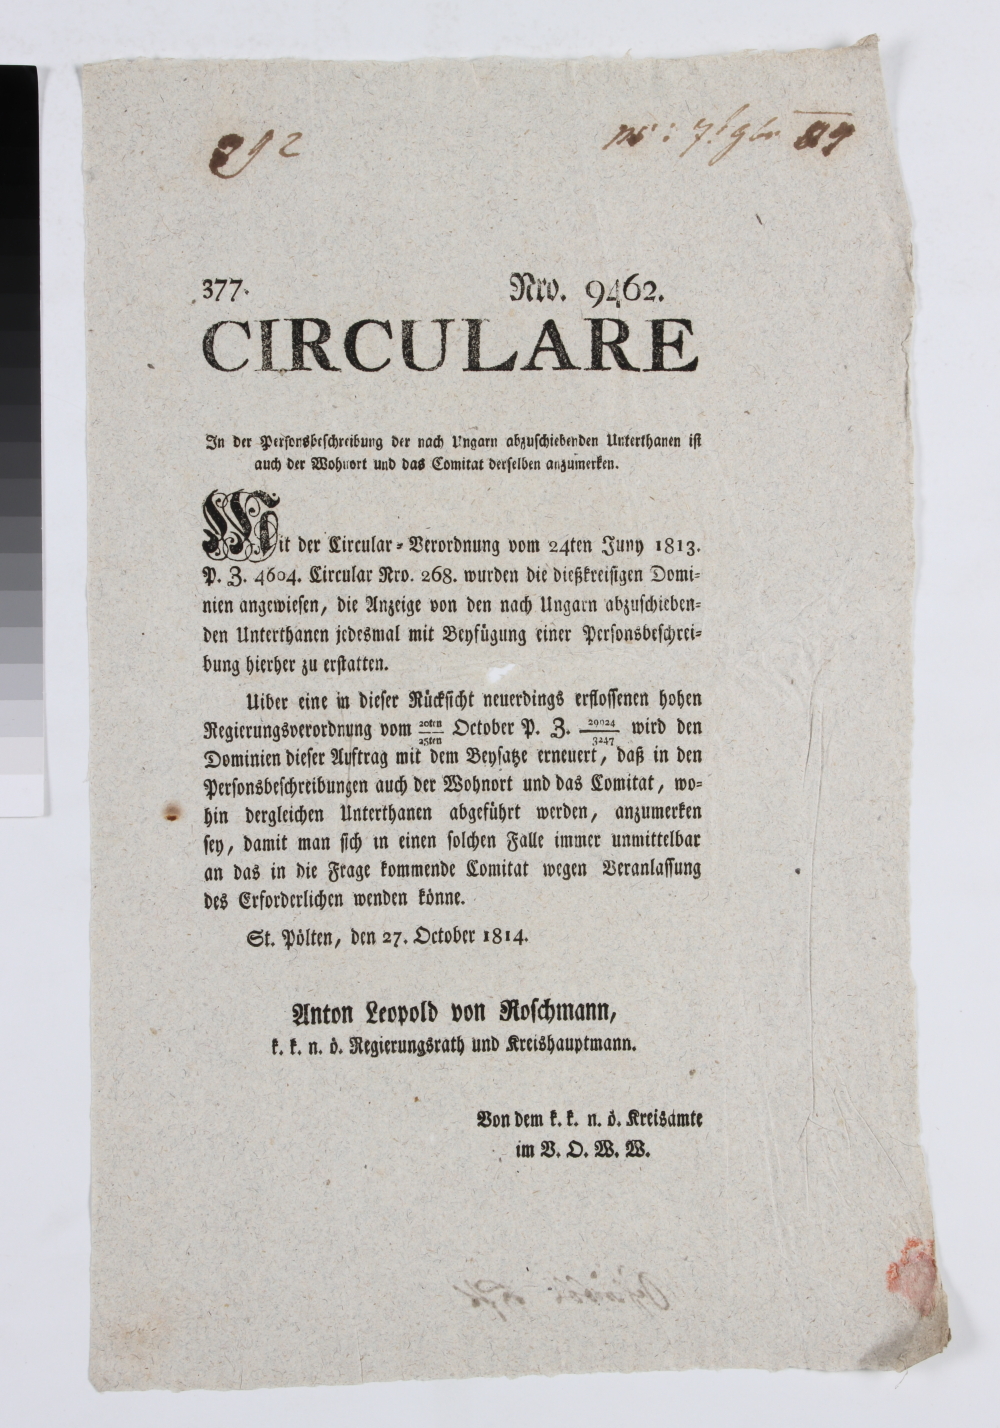 292
377.
Nro. 9462.
CIRCULARE
In der Personsbeschreibung der nach Ungarn abzuschiebenden Unterthanen ist
auch der Wohnort und das Comitat derselben anzumerken.
Mit der Circular-Verordnung vom 24ten Juny 1813.
P. Z. 4604. Circular Nro. 268. wurden die dießkreisigen Domi-
nien angewiesen, die Anzeige von den nach Ungarn abzuschieben-
den Unterthanen jedesmal mit Beyfügung einer Personsbeschrei-
bung hierher zu erstatten.
Uiber eine in dieser Rücksicht neuerdings erflossenen hohen
Regierungsverordnung vom 20ten/25ten October P. Z. 29024/3247 wird den
Dominien dieser Auftrag mit dem Beysatze erneuert, daß in den
Personsbeschreibungen auch der Wohnort und das Comitat, wo-
hin dergleichen Unterthanen abgeführt werden, anzumerken
sey, damit man sich in einen solchen Falle immer unmittelbar
an das in die Frage kommende Comitat wegen Veranlassung
des Erforderlichen wenden könne.
St. Pölten, den 27. October 1814.
Anton Leopold von Roschmann,
k. k. n. ö. Regierungsrath und Kreishauptmann.
Von dem k. k. n. ö. Kreisamte
im V. O. W. W.